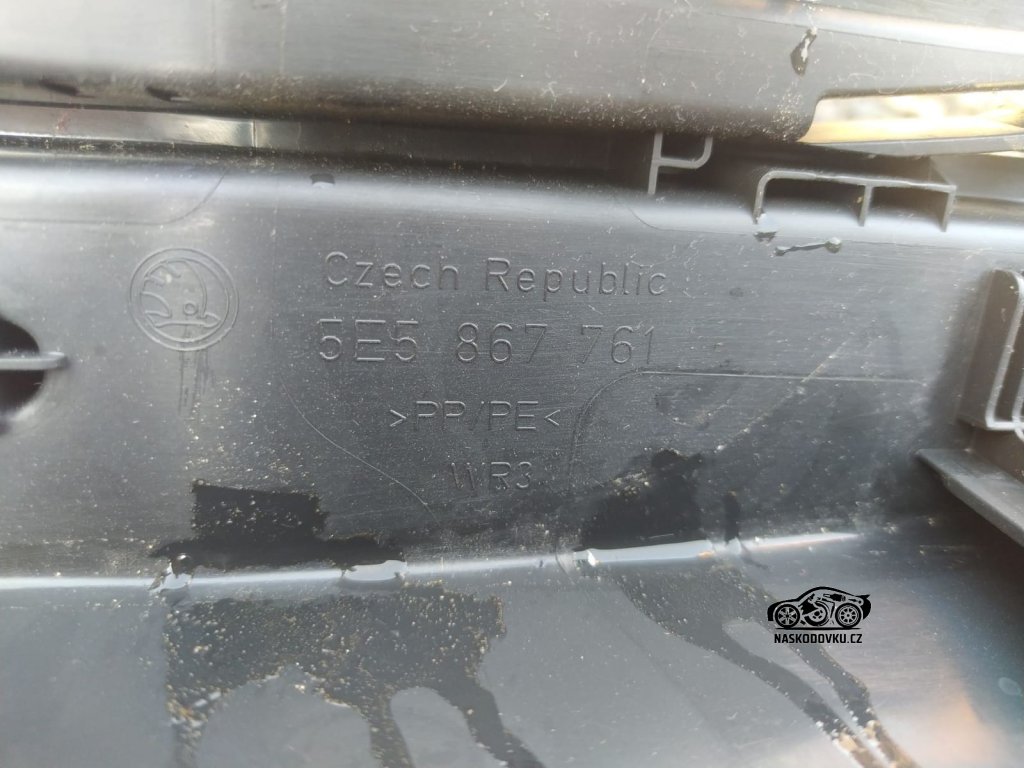 Czech Republic
5E5 867 761
>PP/PE<
WR3
NASKODOVKU.CZ